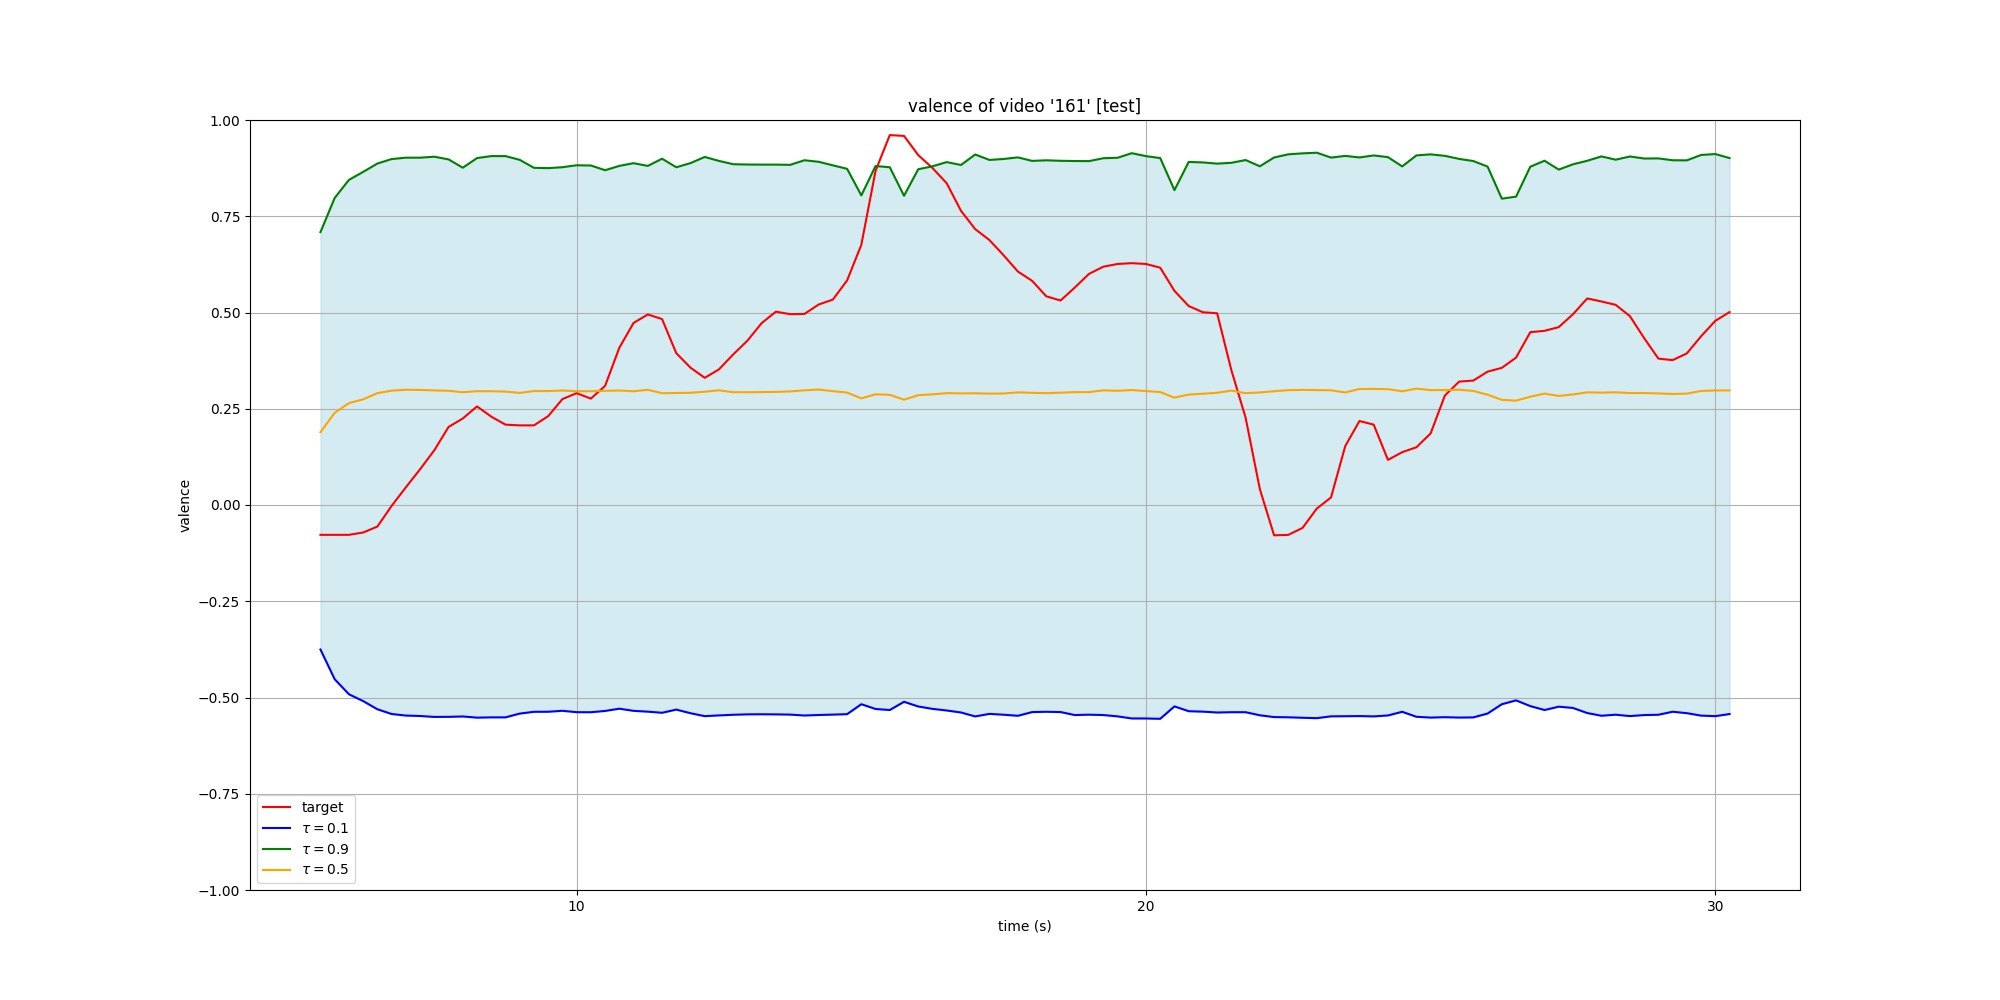 valence of video '161' [test]
1.00
0.75
0.50
0.25
0.00
−0.25
−0.50
−0.75
−1.00
valence
target
τ = 0.1
τ = 0.9
τ = 0.5
10 20 30
time (s)